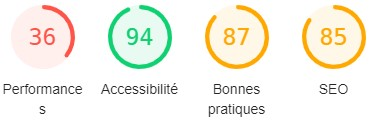 36 94 87 85
Performance Accessibilité Bonnes SEO
s pratiques